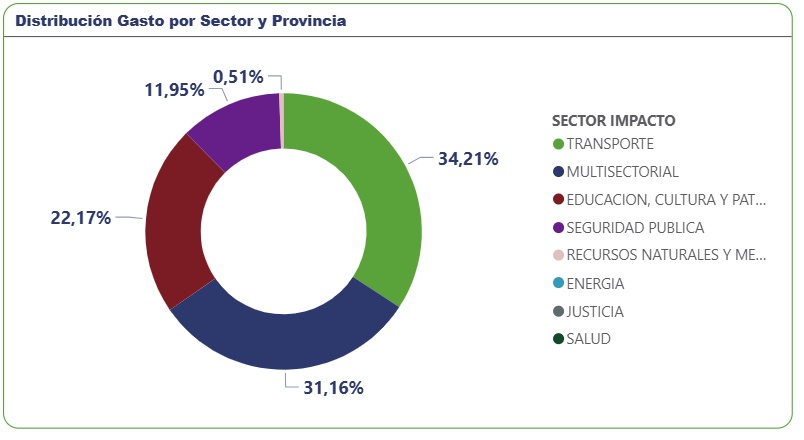 Distribución Gasto por Sector y Provincia
0,51%
11,95%
34,21%
22,17%
31,16%
SECTOR IMPACTO
TRANSPORTE
MULTISECTORIAL
EDUCACION, CULTURA Y PAT...
SEGURIDAD PUBLICA
RECURSOS NATURALES Y ME...
ENERGIA
JUSTICIA
SALUD